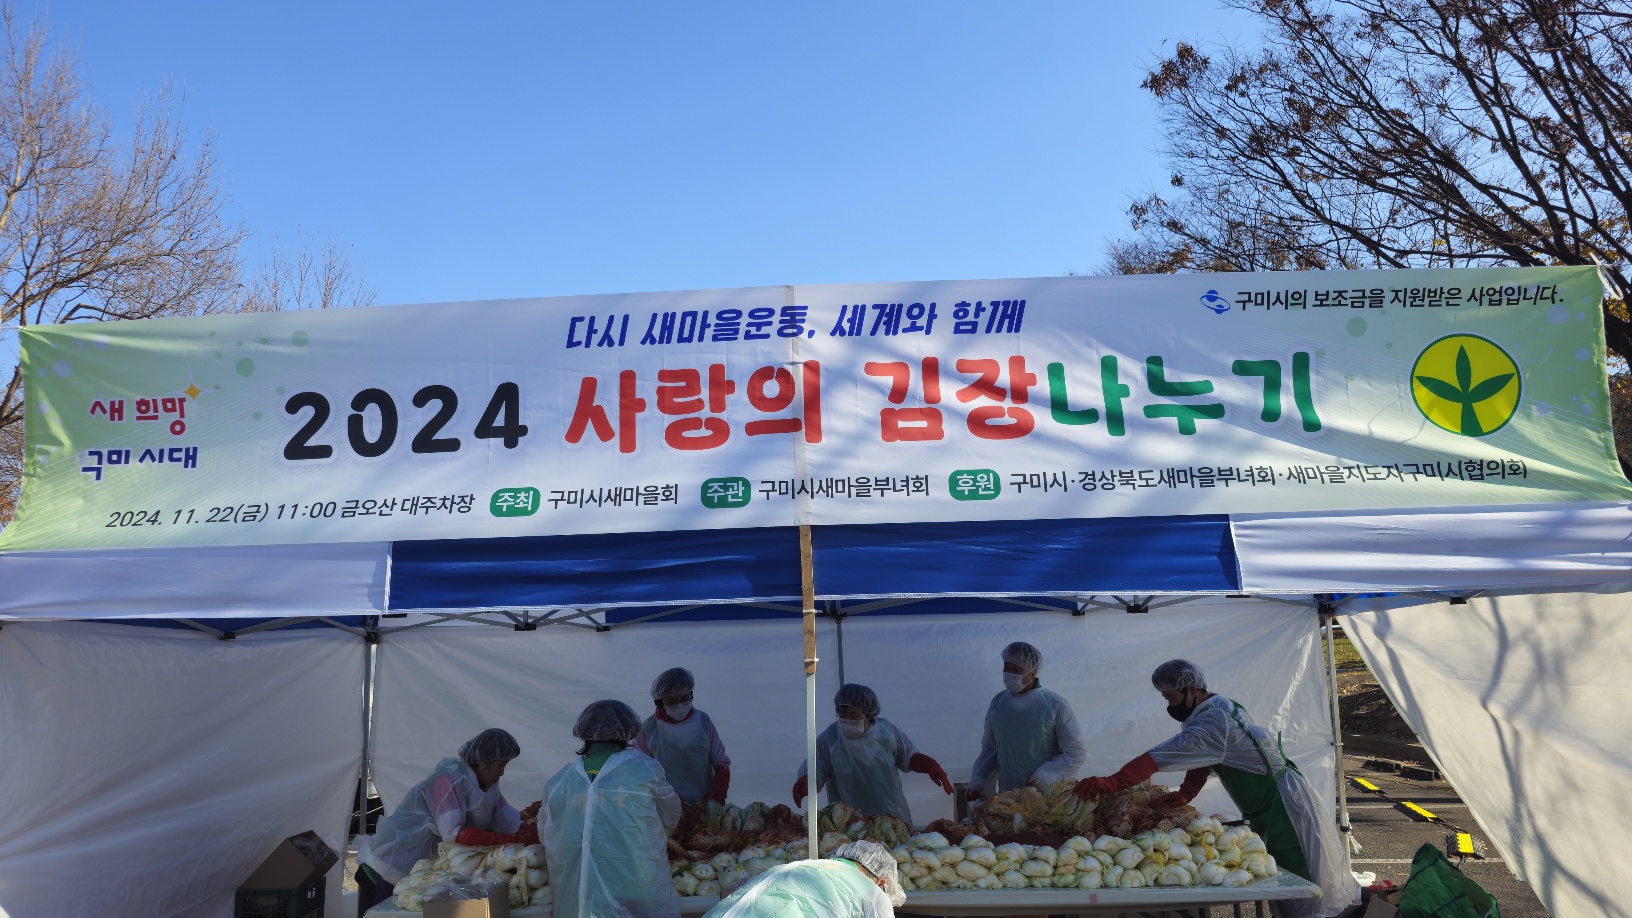 구미시의 보조금을 지원받은 사업입니다.
다시 새마을운동, 세계와 함께
새 희망
구미 시대
2024 사랑의 김장나누기
2024. 11. 22(금) 11:00 금오산 대주차장 주최 구미시새마을회 주관 구미시새마을부녀회 후원 구미시·경상북도새마을부녀회·새마을지도자구미시협의회